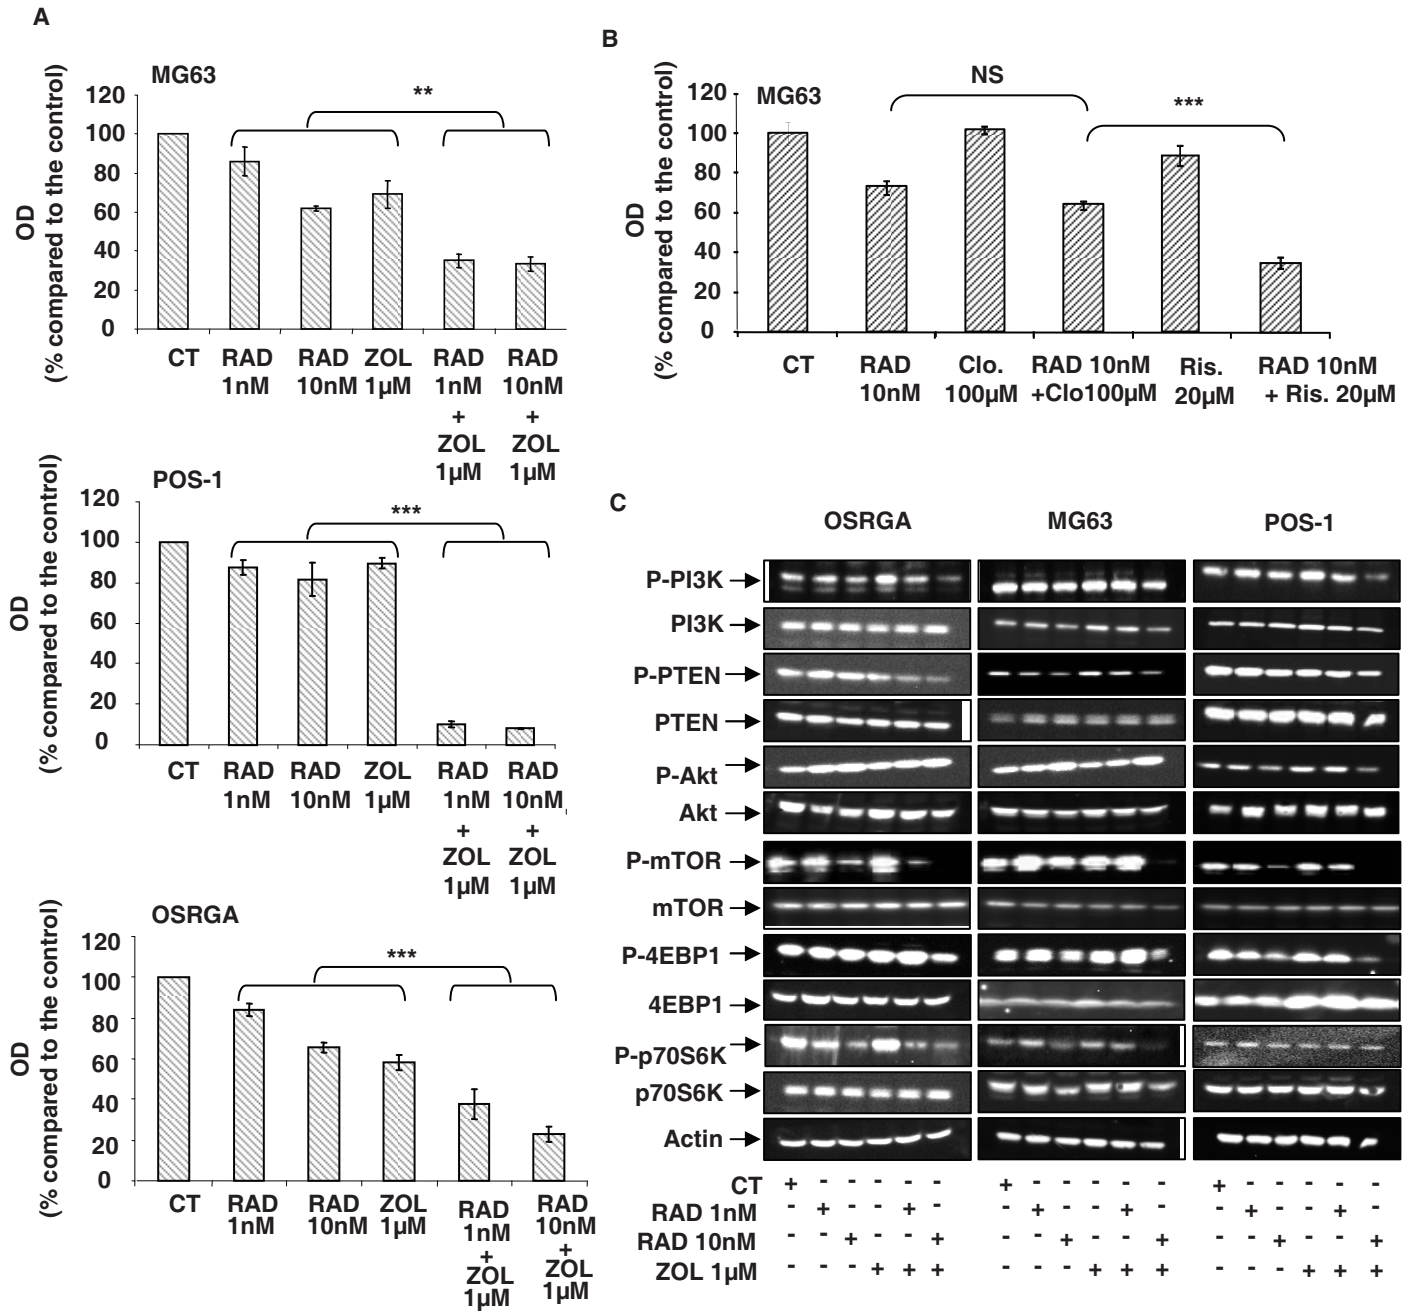 A
MG63
**
OD
(% compared to the control)
120
100
80
60
40
20
0
CT RAD RAD ZOL RAD RAD
1nM 10nM 1µM 1nM 10nM
+ +
ZOL ZOL
1µM 1µM
POS-1
***
OD
(% compared to the control)
120
100
80
60
40
20
0
CT RAD RAD ZOL RAD RAD
1nM 10nM 1µM 1nM 10nM
+ +
ZOL ZOL
1µM 1µM
OSRGA
***
OD
(% compared to the control)
120
100
80
60
40
20
0
CT RAD RAD ZOL RAD RAD
1nM 10nM 1µM 1nM 10nM
+ +
ZOL ZOL
1µM 1µM
B
MG63
NS
***
OD
(% compared to the control)
120
100
80
60
40
20
0
CT RAD Clo. RAD 10nM Ris. RAD 10nM
10nM 100µM +Clo100µM 20µM + Ris. 20µM
C
OSRGA MG63 POS-1
P-PI3K
PI3K
P-PTEN
PTEN
P-Akt
Akt
P-mTOR
mTOR
P-4EBP1
4EBP1
P-p70S6K
p70S6K
Actin
CT + - - - - - + - - - - - + - - - - -
RAD 1nM - + - - + - - + - - + - - + - - + -
RAD 10nM - - + - - + - - + - - + - - + - - +
ZOL 1µM - - - + + + - - - + + + - - - + + +